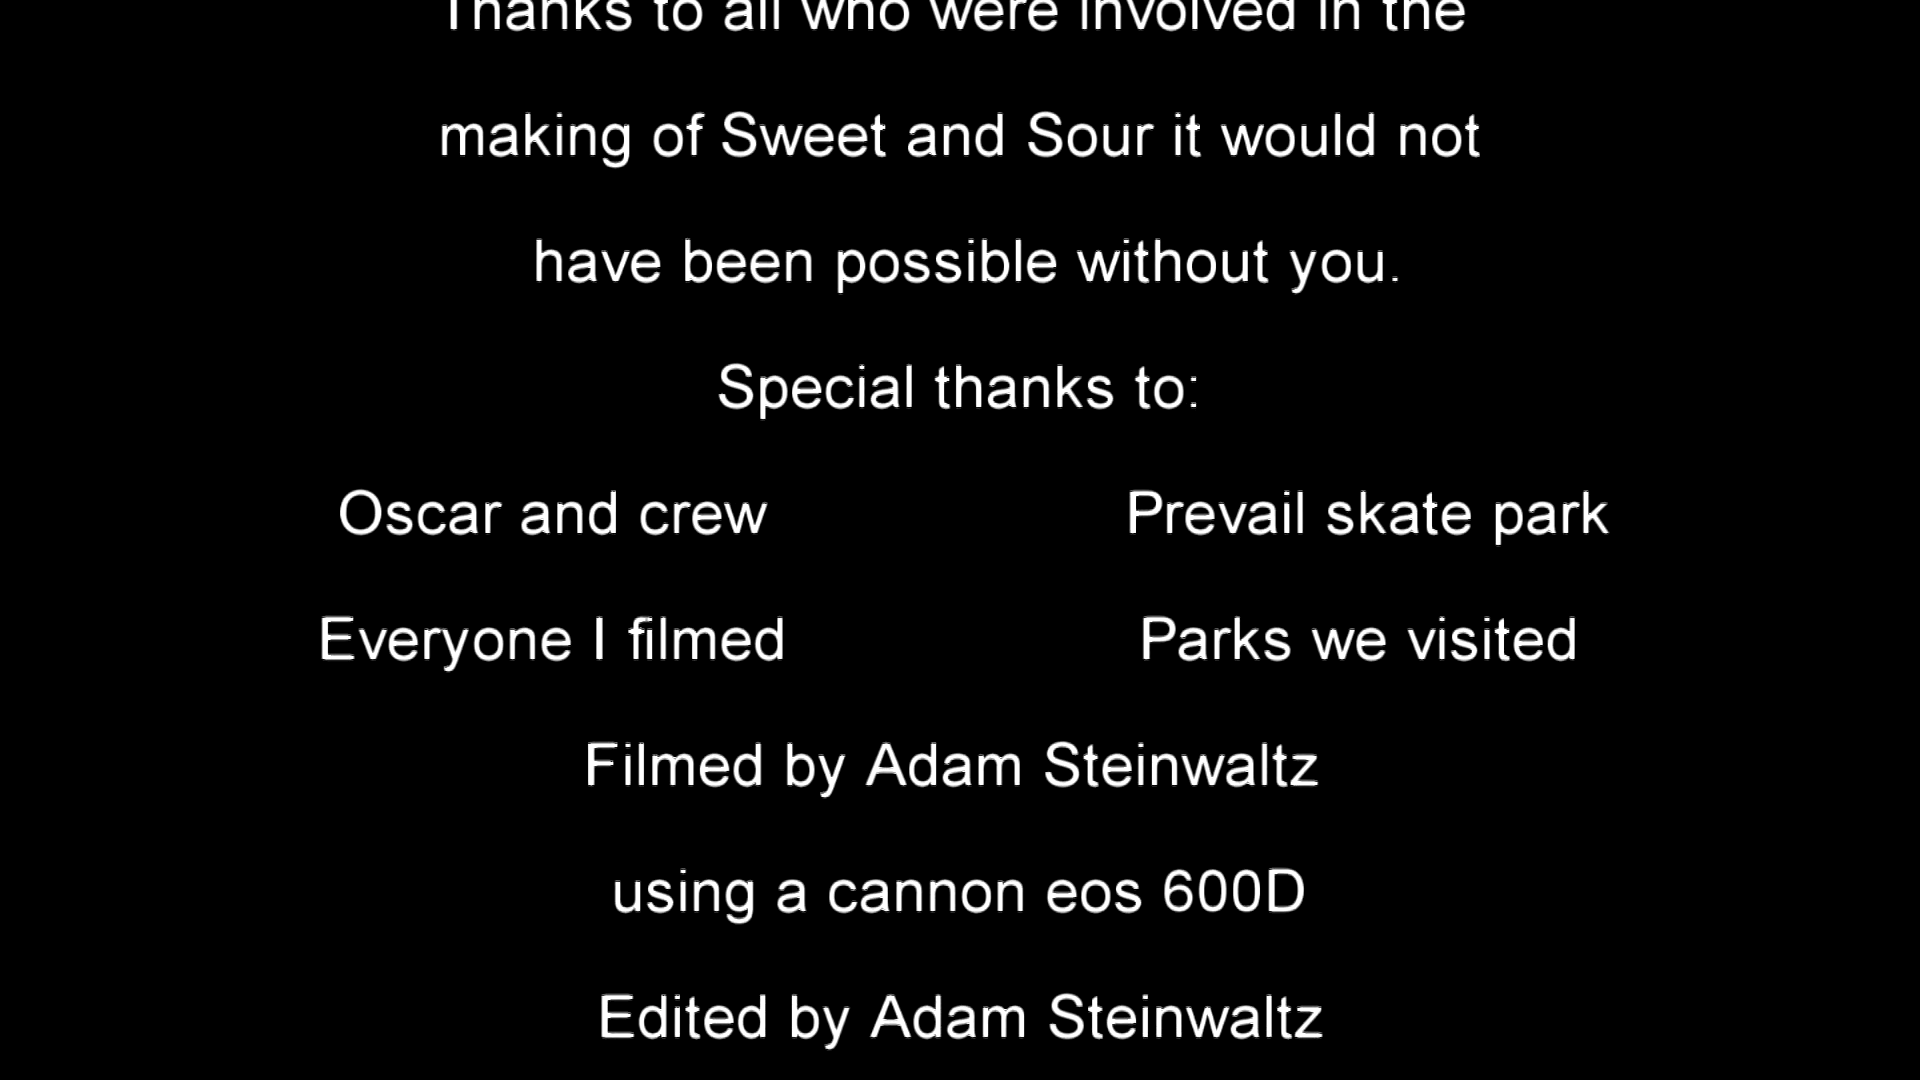 Thanks to all who were involved in the
making of Sweet and Sour it would not
have been possible without you.
Special thanks to:
Oscar and crew Prevail skate park
Everyone I filmed Parks we visited
Filmed by Adam Steinwaltz
using a cannon eos 600D
Edited by Adam Steinwaltz